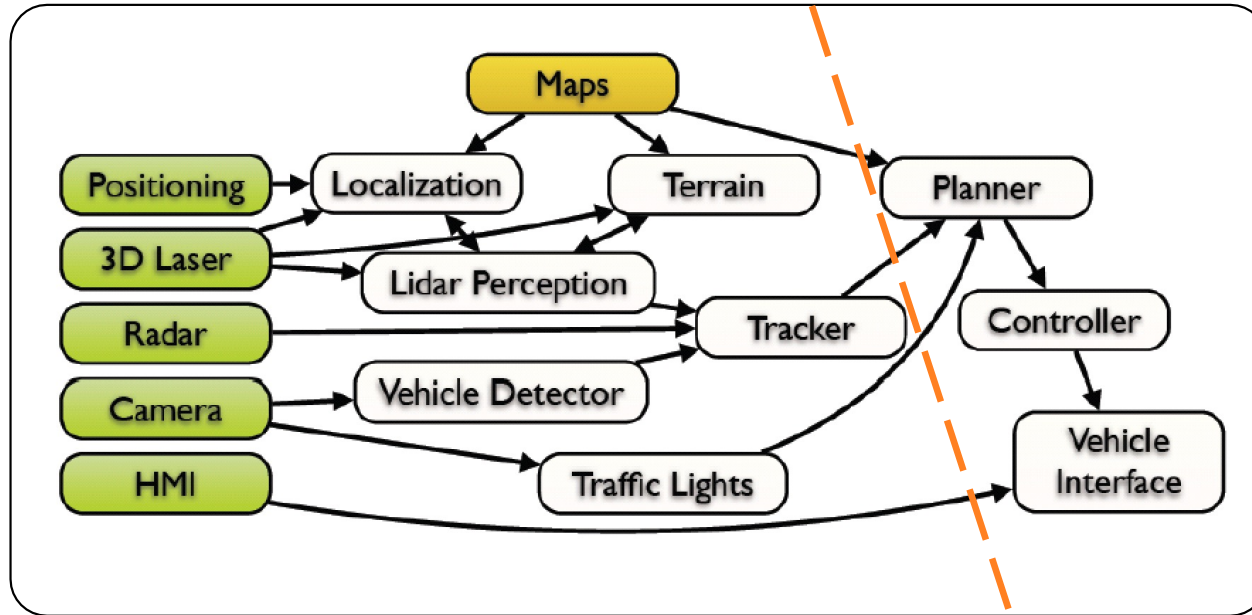 Maps
Positioning
Localization
Terrain
Planner
3D Laser
Lidar Perception
Radar
Tracker
Controller
Camera
Vehicle Detector
HMI
Traffic Lights
Vehicle
Interface